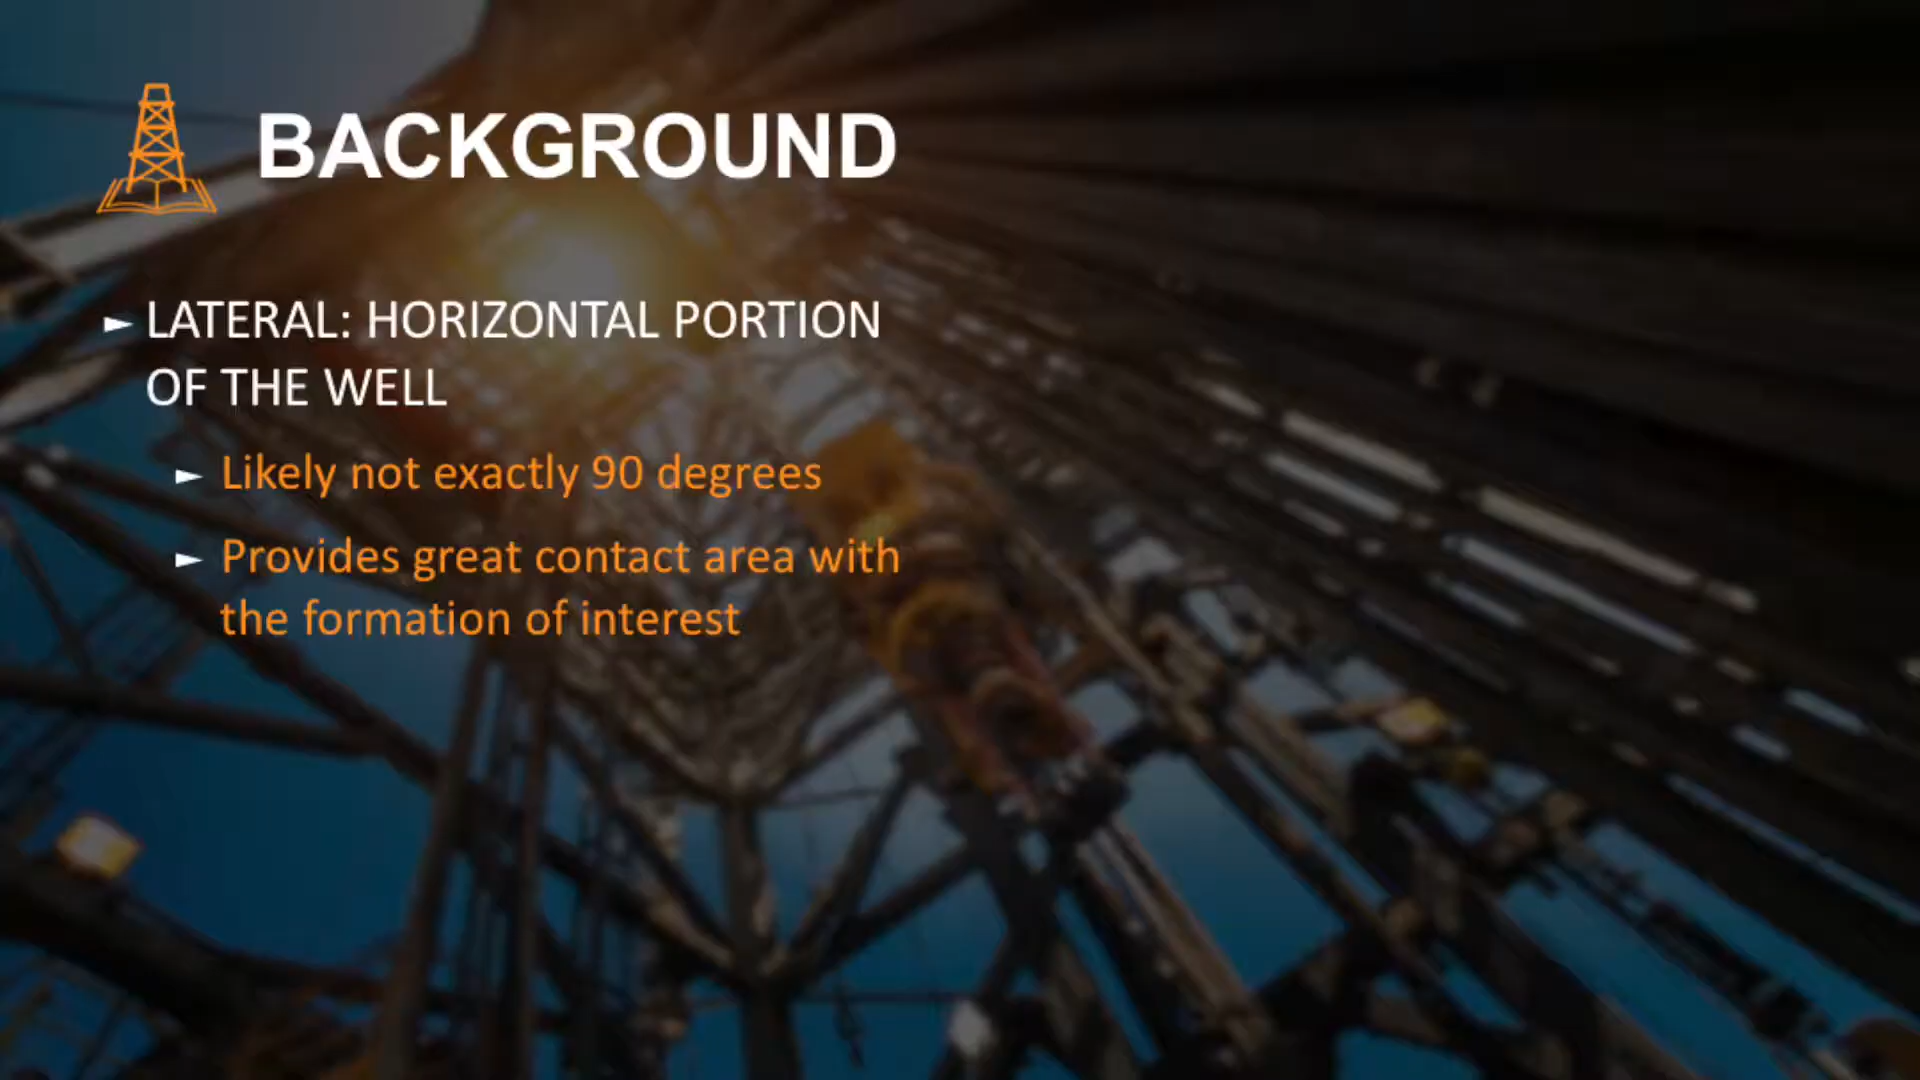 BACKGROUND
► LATERAL: HORIZONTAL PORTION
OF THE WELL
► Likely not exactly 90 degrees
► Provides great contact area with
the formation of interest